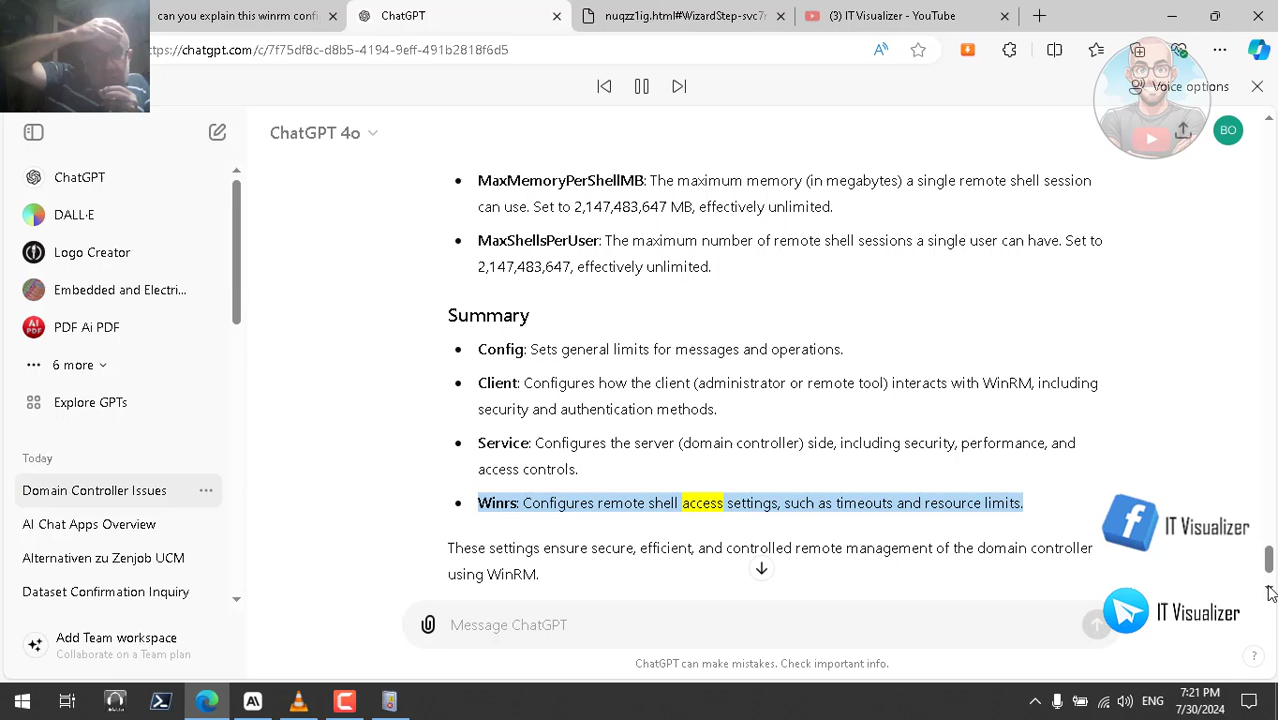 can you explain this winrm confi
ChatGPT
nuqzz1ig.html#WizardStep-svc7
(3) IT Visualizer - YouTube
ttps://chatgpt.com/c/7f75df8c-d8b5-4194-9eff-491b2818f6d5
Voice options
ChatGPT 4o
BO
ChatGPT
DALL·E
Logo Creator
Embedded and Electri...
PDF Ai PDF
6 more
Explore GPTs
Today
Domain Controller Issues
AI Chat Apps Overview
Alternativen zu Zenjob UCM
Dataset Confirmation Inquiry
Add Team workspace
Collaborate on a Team plan
• MaxMemoryPerShellMB: The maximum memory (in megabytes) a single remote shell session
can use. Set to 2,147,483,647 MB, effectively unlimited.
• MaxShellsPerUser: The maximum number of remote shell sessions a single user can have. Set to
2,147,483,647, effectively unlimited.
Summary
• Config: Sets general limits for messages and operations.
• Client: Configures how the client (administrator or remote tool) interacts with WinRM, including
security and authentication methods.
• Service: Configures the server (domain controller) side, including security, performance, and
access controls.
• Winrs: Configures remote shell access settings, such as timeouts and resource limits.
These settings ensure secure, efficient, and controlled remote management of the domain controller
using WinRM.
IT Visualizer
IT Visualizer
Message ChatGPT
ChatGPT can make mistakes. Check important info.
?
ENG
7:21 PM
7/30/2024